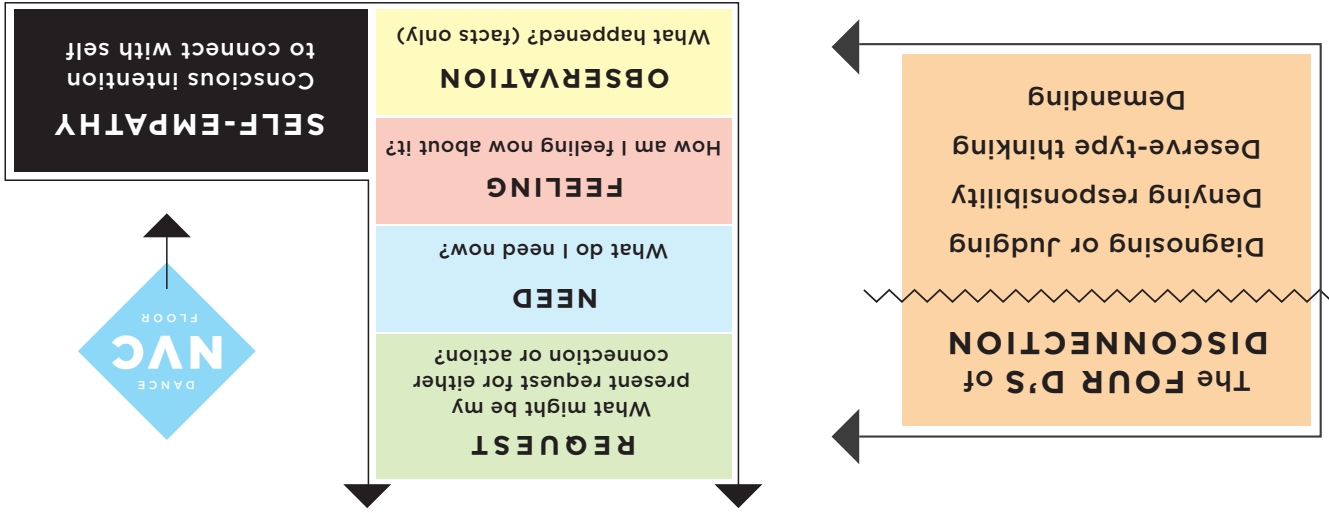 The FOUR D'S of
DISCONNECTION
Diagnosing or Judging
Denying responsibility
Deserve-type thinking
Demanding
REQUEST
What might be my
present request for either
connection or action?
NEED
What do I need now?
FEELING
How am I feeling now about it?
OBSERVATION
What happened? (facts only)
DANCE
NVC
FLOOR
SELF-EMPATHY
Conscious intention
to connect with self